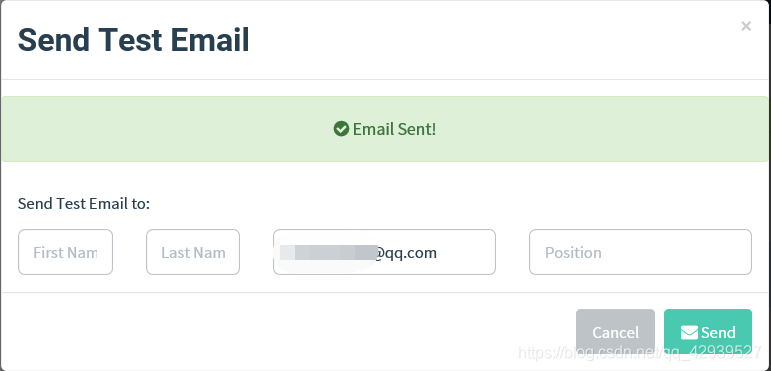 Send Test Email
×
Email Sent!
Send Test Email to:
First Nam
Last Nam
@qq.com
Position
Cancel
Send
https://blog.csdn.net/qq_42939527